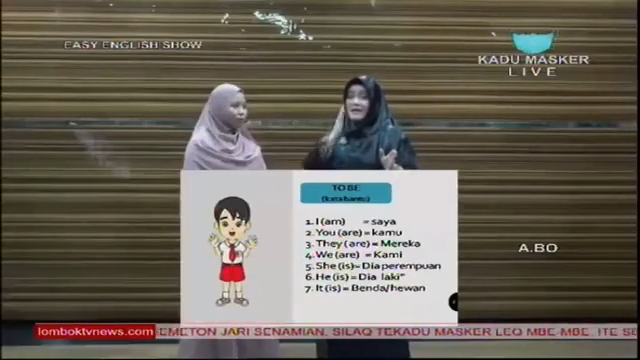 EASY ENGLISH SHOW
KADU MASKER
LIVE
TO BE
(kata bantu)
1. I (am) = saya
2. You (are) = kamu
3. They (are) = Mereka
4. We (are) = Kami
5. She (is)= Dia perempuan
6. He (is)= Dia laki"
7. It (is)= Benda/hewan
A.BO
lomboktvnews.com EMETON JARI SENAMIAN, SILAQ TEKADU MASKER LEQ MBE-MBE. ITE SE